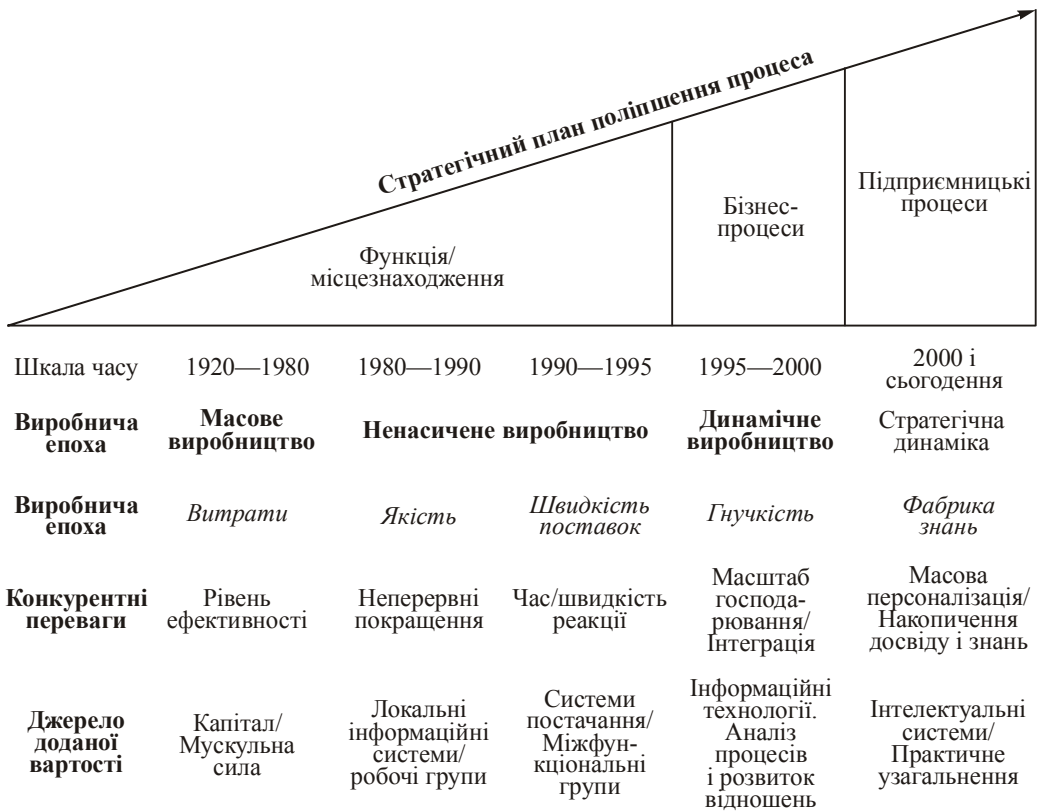 Стратегічний план поліпшення процеса
Функція/
місцезнаходження
Бізнес-
процеси
Підприємницькі
процеси
Шкала часу
1920—1980
1980—1990
1990—1995
1995—2000
2000 і
сьогодення
Виробнича
епоха
Масове
виробництво
Ненасичене виробництво
Динамічне
виробництво
Стратегічна
динаміка
Виробнича
епоха
Витрати
Якість
Швидкість
поставок
Гнучкість
Фабрика
знань
Конкурентні
переваги
Рівень
ефективності
Неперервні
покращення
Час/швидкість
реакції
Масштаб
господа-
рювання/
Інтеграція
Масова
персоналізація/
Накопичення
досвіду і знань
Джерело
доданої
вартості
Капітал/
Мускульна
сила
Локальні
інформаційні
системи/
робочі групи
Системи
постачання/
Міжфун-
кціональні
групи
Інформаційні
технології.
Аналіз
процесів
і розвиток
відношень
Інтелектуальні
системи/
Практичне
узагальнення